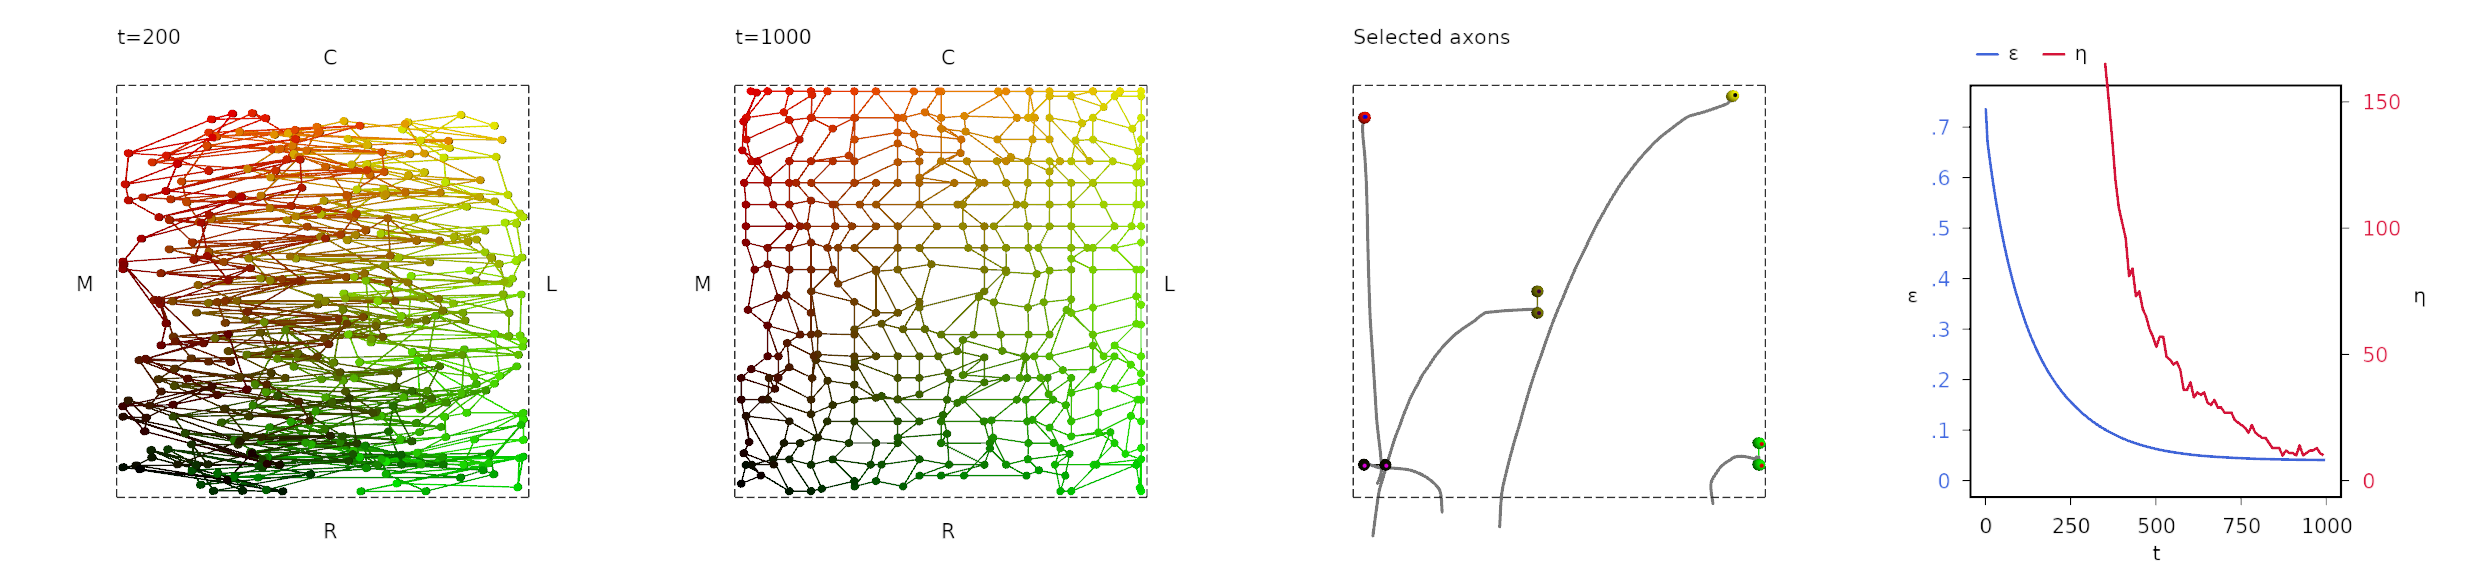 t=200
C
M
L
R
t=1000
C
M
L
R
Selected axons
ε η
.7
.6
.5
.4
.3
.2
.1
0
ε
150
100
50
0
η
0 250 500 750 1000
t